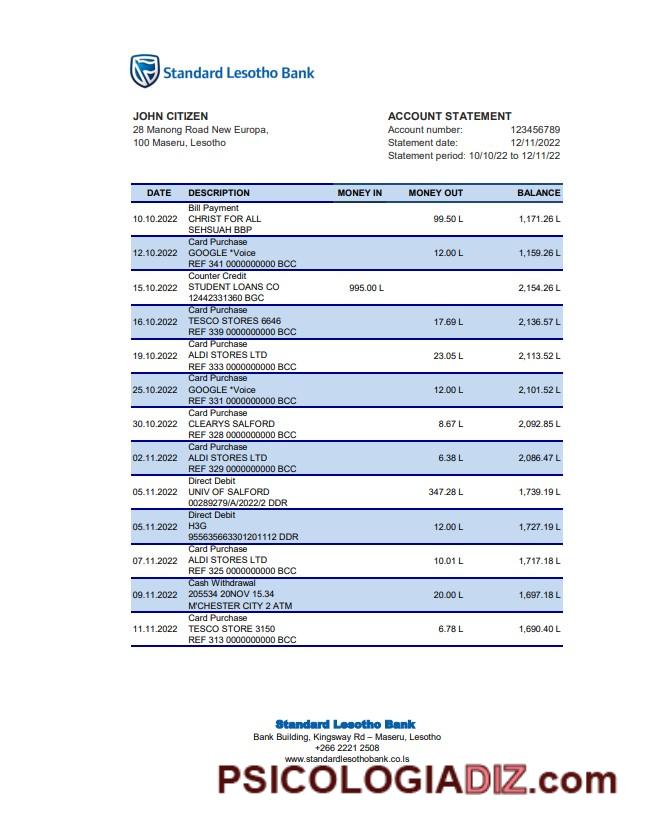 Standard Lesotho Bank
JOHN CITIZEN
28 Manong Road New Europa,
100 Maseru, Lesotho
ACCOUNT STATEMENT
Account number: 123456789
Statement date: 12/11/2022
Statement period: 10/10/22 to 12/11/22
DATE DESCRIPTION MONEY IN MONEY OUT BALANCE
Bill Payment
10.10.2022 CHRIST FOR ALL 99.50 L 1,171.26 L
SEHSUAH BBP
Card Purchase
12.10.2022 GOOGLE *Voice 12.00 L 1,159.26 L
REF 341 0000000000 BCC
Counter Credit
15.10.2022 STUDENT LOANS CO 995.00 L 2,154.26 L
12442331360 BGC
Card Purchase
16.10.2022 TESCO STORES 6646 17.69 L 2,136.57 L
REF 339 0000000000 BCC
Card Purchase
19.10.2022 ALDI STORES LTD 23.05 L 2,113.52 L
REF 333 0000000000 BCC
Card Purchase
25.10.2022 GOOGLE *Voice 12.00 L 2,101.52 L
REF 331 0000000000 BCC
Card Purchase
30.10.2022 CLEARYS SALFORD 8.67 L 2,092.85 L
REF 328 0000000000 BCC
Card Purchase
02.11.2022 ALDI STORES LTD 6.38 L 2,086.47 L
REF 329 0000000000 BCC
Direct Debit
05.11.2022 UNIV OF SALFORD 347.28 L 1,739.19 L
00289279/A/2022/2 DDR
Direct Debit
05.11.2022 H3G 12.00 L 1,727.19 L
955635663301201112 DDR
Card Purchase
07.11.2022 ALDI STORES LTD 10.01 L 1,717.18 L
REF 325 0000000000 BCC
Cash Withdrawal
09.11.2022 205534 20NOV 15.34 20.00 L 1,697.18 L
M'CHESTER CITY 2 ATM
Card Purchase
11.11.2022 TESCO STORE 3150 6.78 L 1,690.40 L
REF 313 0000000000 BCC
Standard Lesotho Bank
Bank Building, Kingsway Rd – Maseru, Lesotho
+266 2221 2508
www.standardlesothobank.co.ls
PSICOLOGIADIZ.com